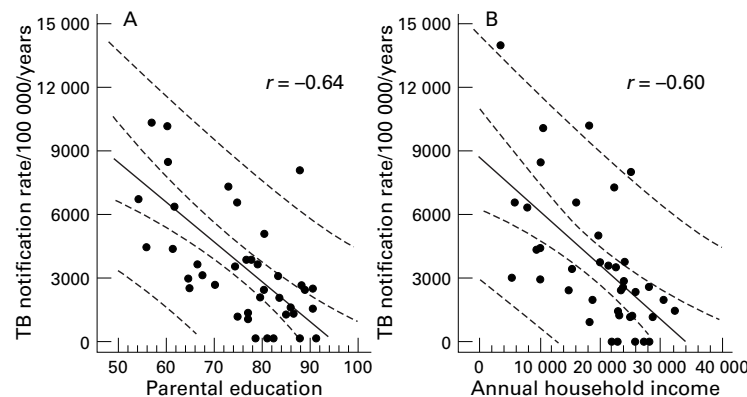 A
TB notification rate/100 000/years
15 000
12 000
9000
6000
3000
0
r = –0.64
50 60 70 80 90 100
Parental education
B
TB notification rate/100 000/years
15 000
12 000
9000
6000
3000
0
r = –0.60
0 10 000 20 000 30 000 40 000
Annual household income